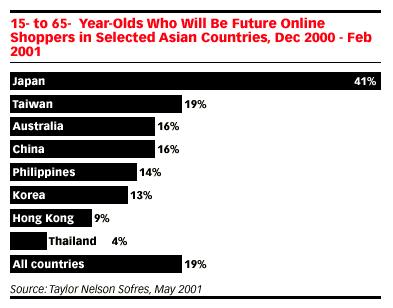 15- to 65- Year-Olds Who Will Be Future Online
Shoppers in Selected Asian Countries, Dec 2000 - Feb
2001
Japan 41%
Taiwan 19%
Australia 16%
China 16%
Philippines 14%
Korea 13%
Hong Kong 9%
Thailand 4%
All countries 19%
Source: Taylor Nelson Sofres, May 2001